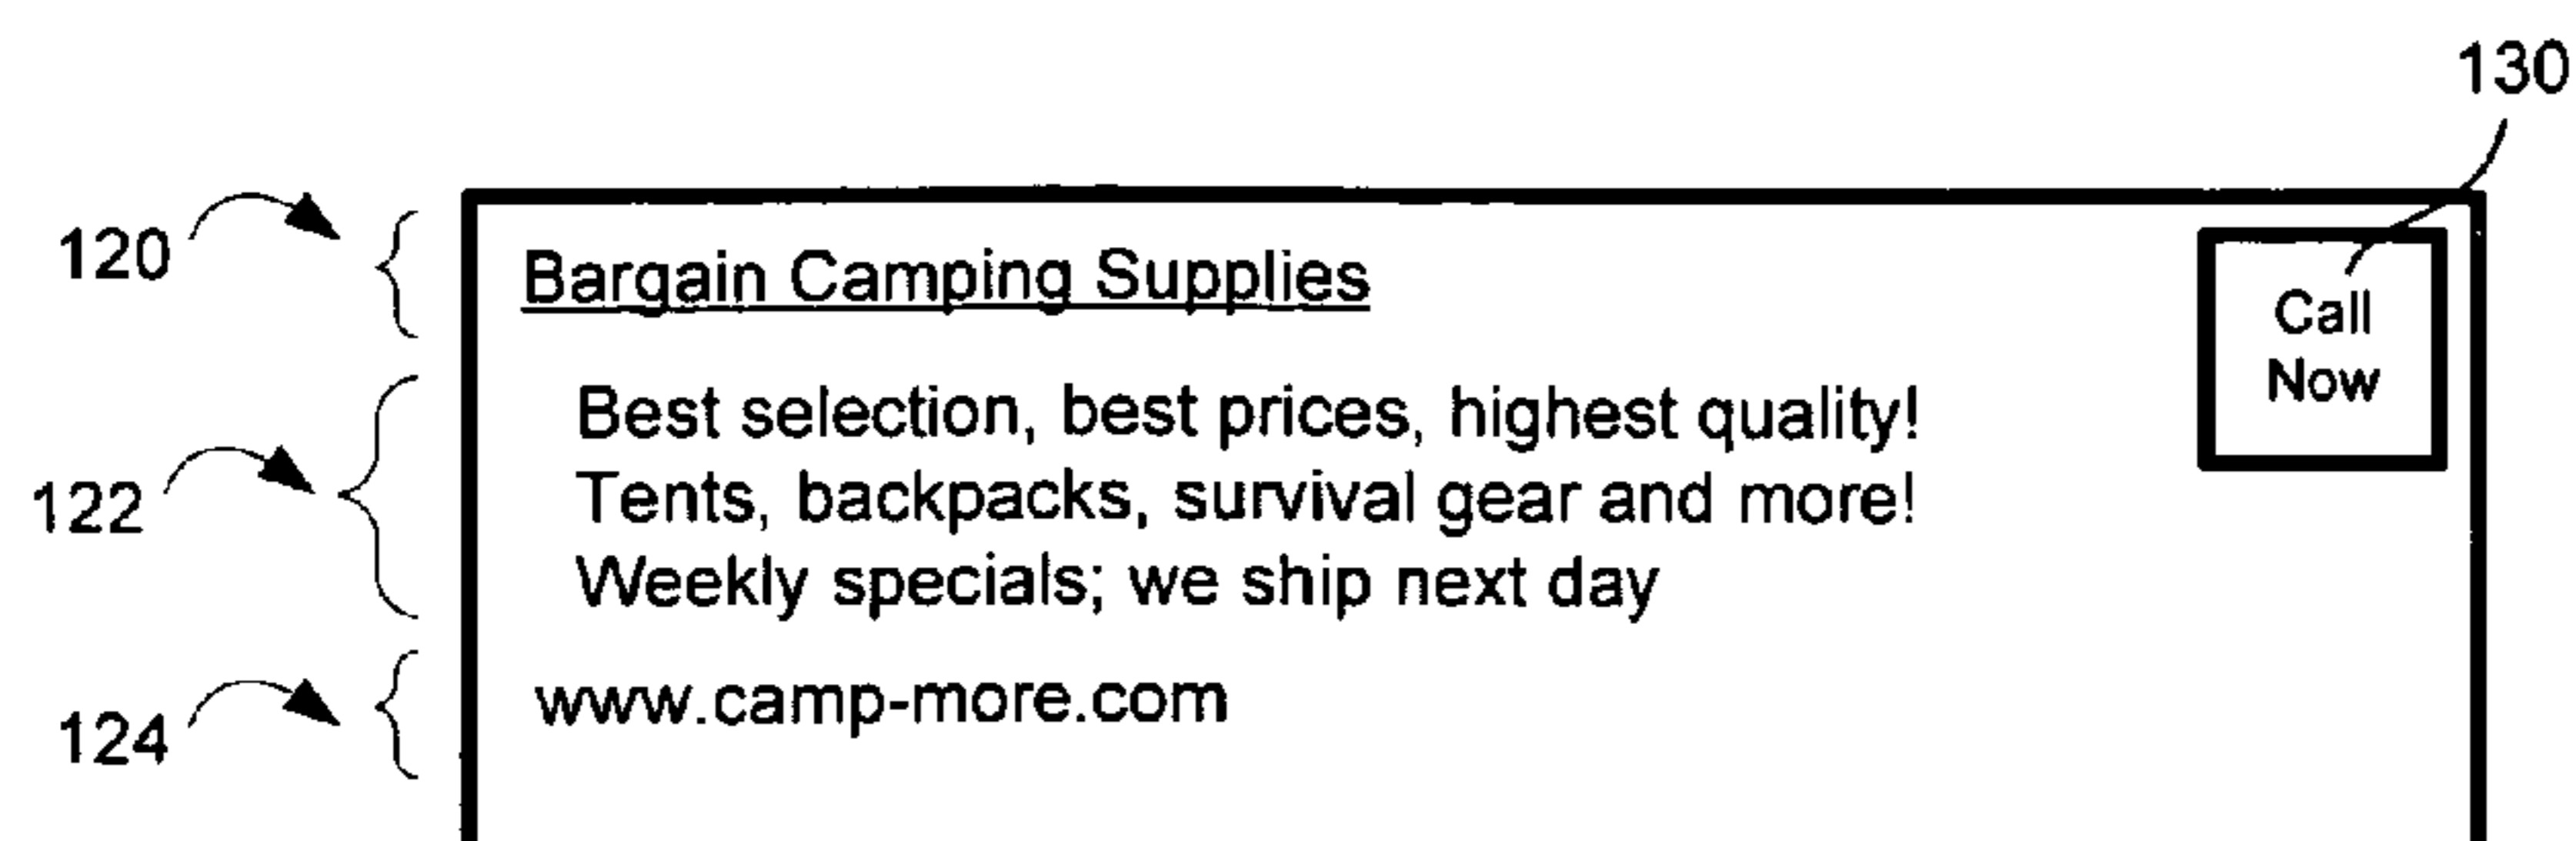 130
120
Bargain Camping Supplies
Call
Now
122
Best selection, best prices, highest quality!
Tents, backpacks, survival gear and more!
Weekly specials; we ship next day
124
www.camp-more.com